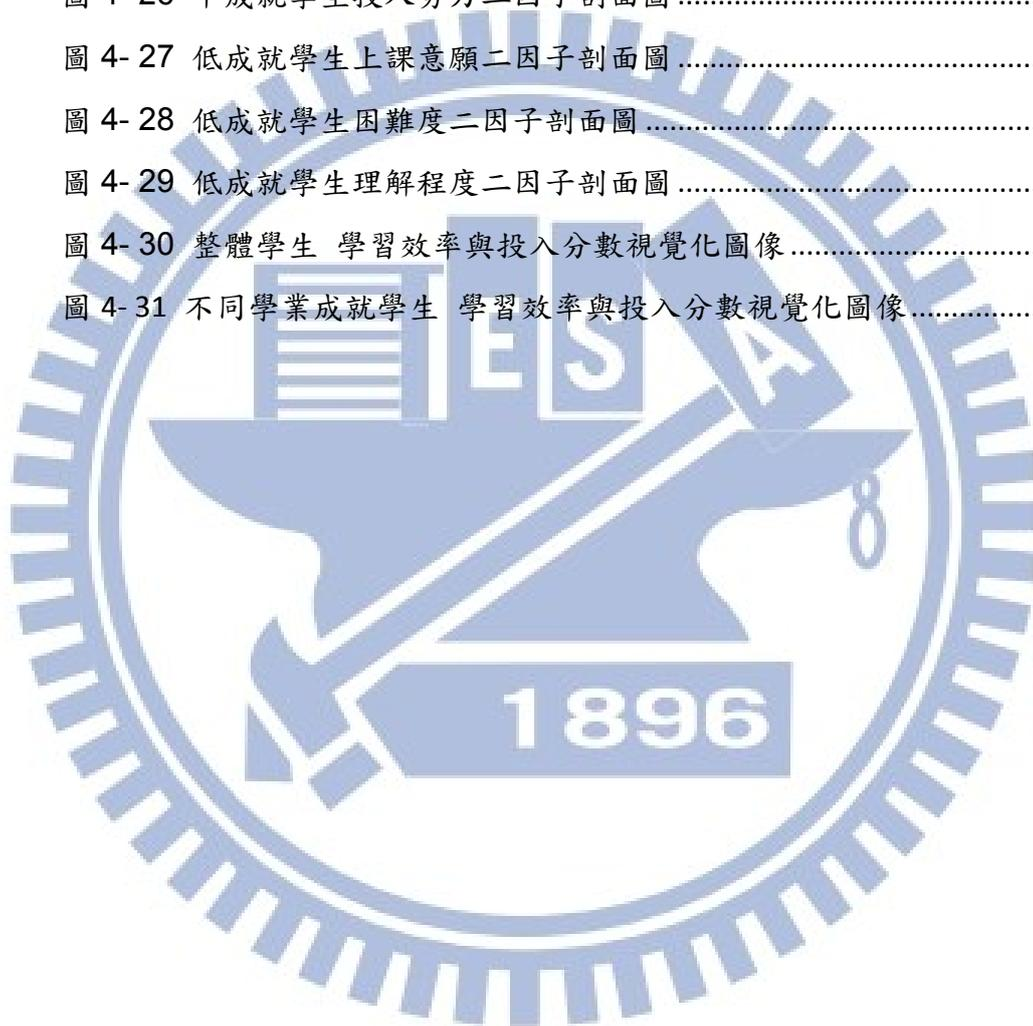 圖 4- 27 低成就學生上課意願二因子剖面圖........................................
圖 4- 28 低成就學生困難度二因子剖面圖............................................
圖 4- 29 低成就學生理解程度二因子剖面圖........................................
圖 4- 30 整體學生 學習效率與投入分數視覺化圖像...........................
圖 4- 31 不同學業成就學生 學習效率與投入分數視覺化圖像..............
E S A
1896